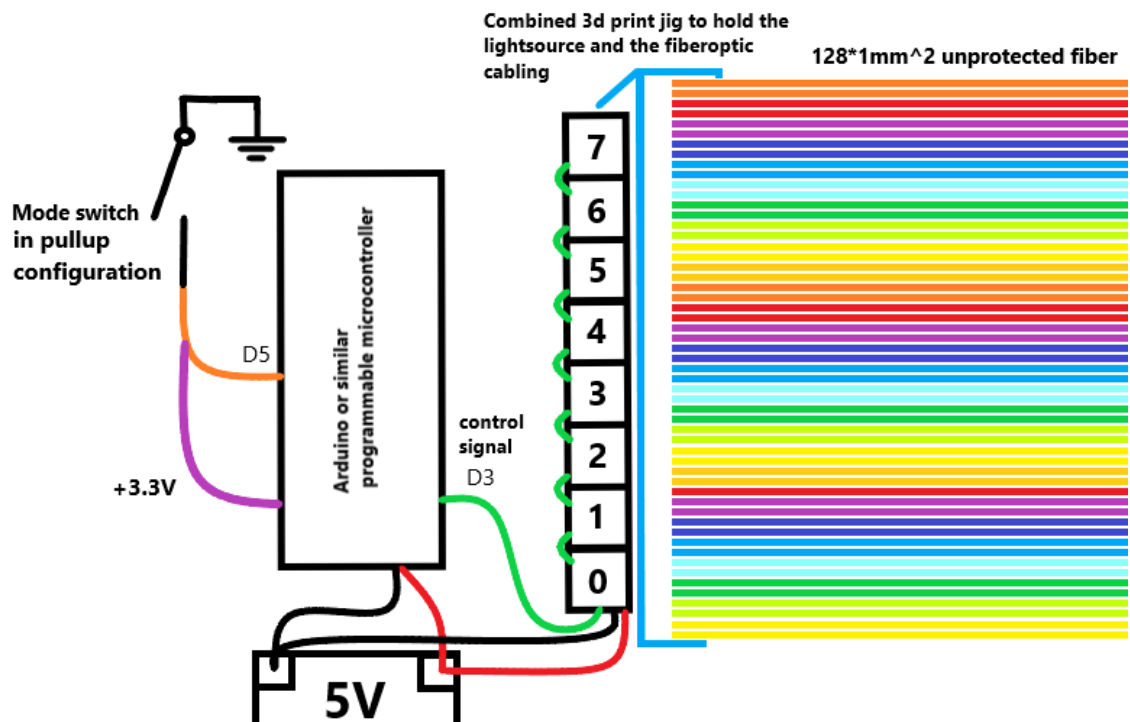 Combined 3d print jig to hold the
lightsource and the fiberoptic
cabling
128*1mm^2 unprotected fiber
Mode switch
in pullup
configuration
D5
+3.3V
Arduino or similar
programmable microcontroller
control
signal
D3
7
6
5
4
3
2
1
0
5V